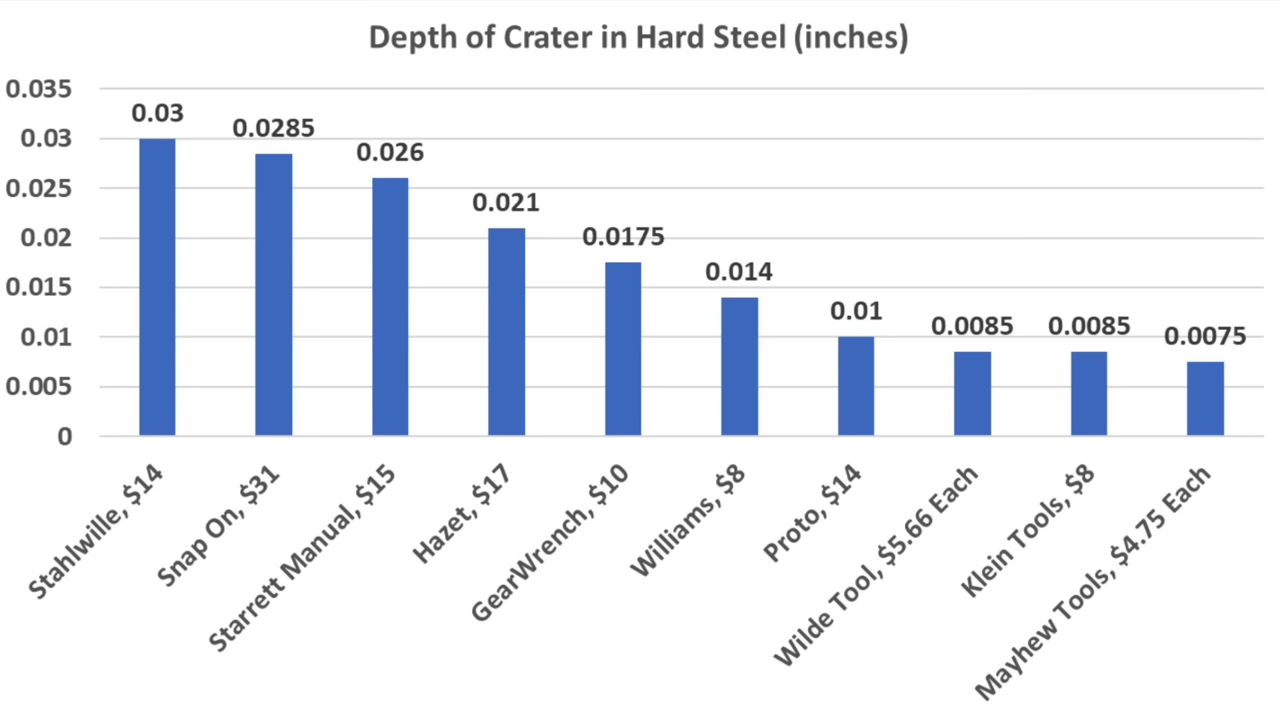 Depth of Crater in Hard Steel (inches)
0.035
0.03
0.025
0.02
0.015
0.01
0.005
0
0.03
0.0285
0.026
0.021
0.0175
0.014
0.01
0.0085
0.0085
0.0075
Stahlwille, $14
Snap On, $31
Starrett Manual, $15
Hazet, $17
GearWrench, $10
Williams, $8
Proto, $14
Wilde Tool, $5.66 Each
Klein Tools, $8
Mayhew Tools, $4.75 Each